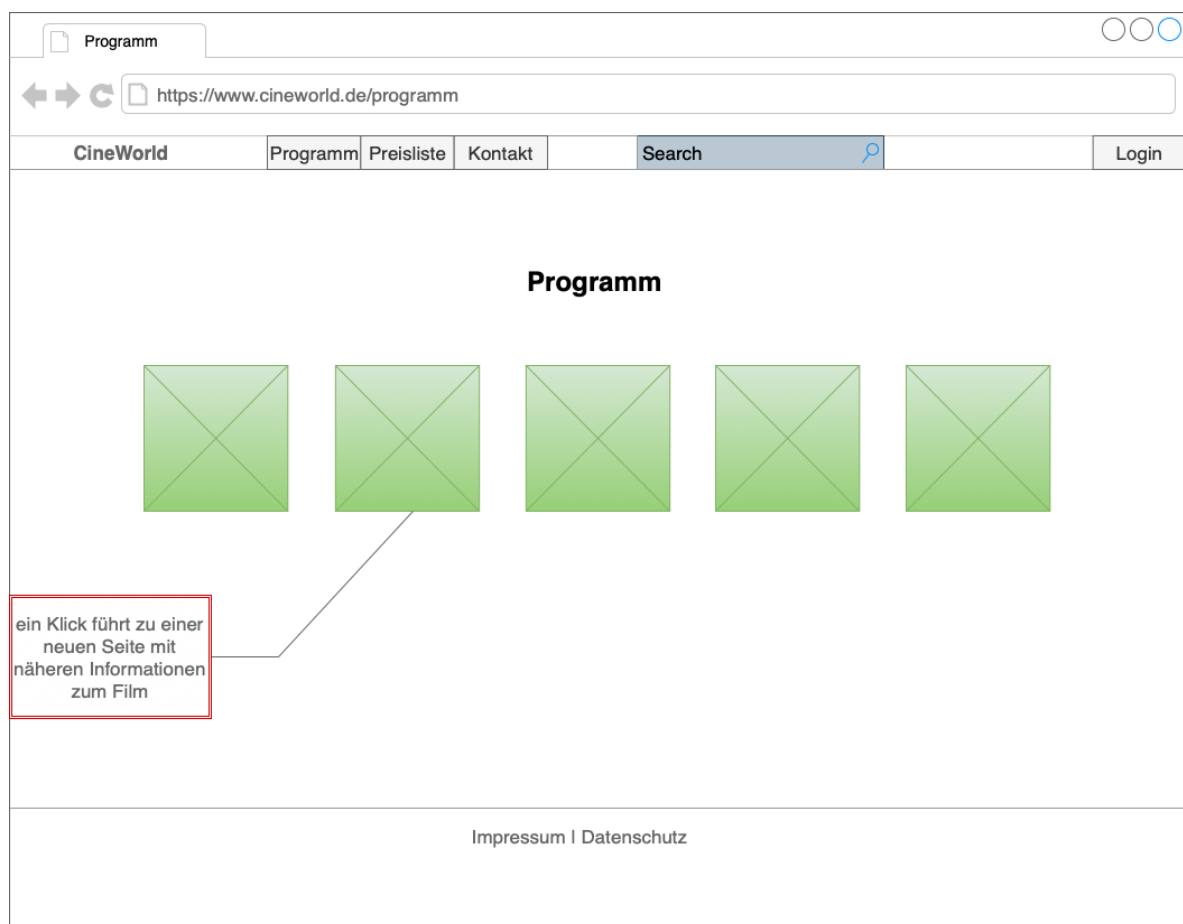 Programm
https://www.cineworld.de/programm
CineWorld Programm Preisliste Kontakt Search Login
Programm
ein Klick führt zu einer
neuen Seite mit
näheren Informationen
zum Film
Impressum | Datenschutz